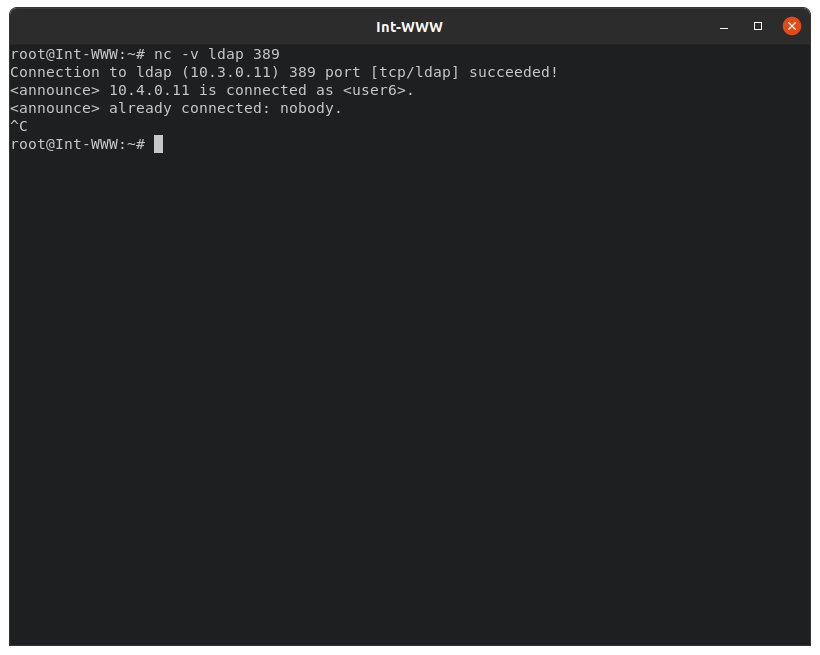 Int-WWW
root@Int-WWW:~# nc -v ldap 389
Connection to ldap (10.3.0.11) 389 port [tcp/ldap] succeeded!
<announce> 10.4.0.11 is connected as <user6>.
<announce> already connected: nobody.
^C
root@Int-WWW:~#